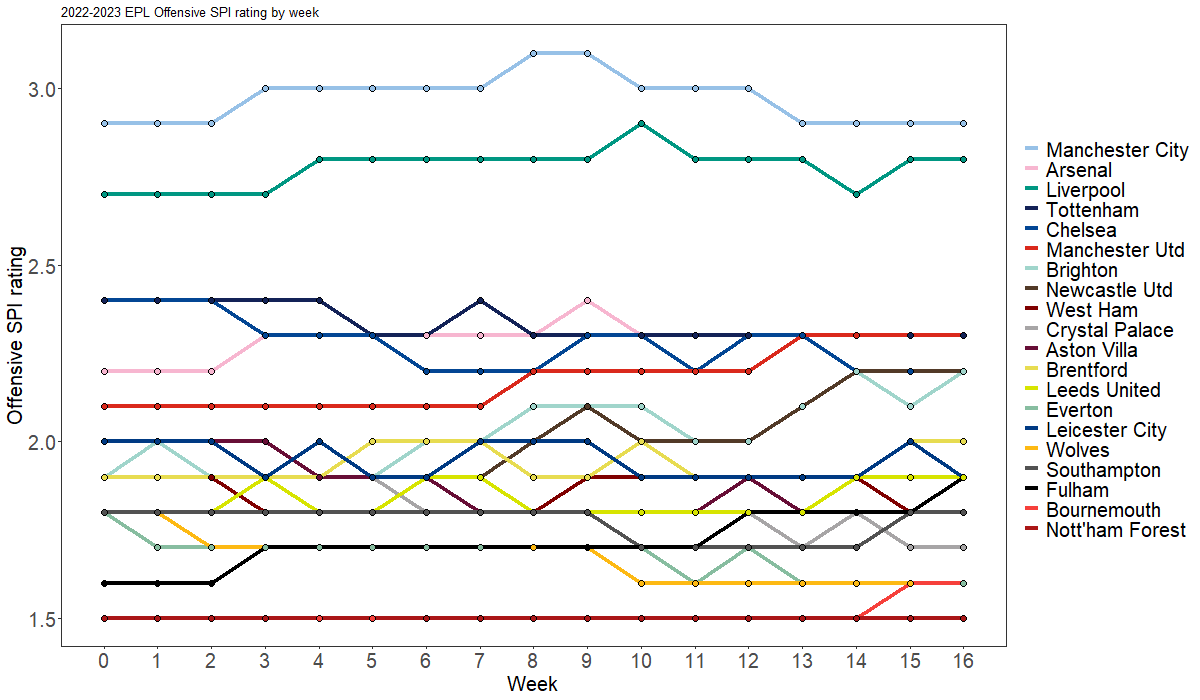 2022-2023 EPL Offensive SPI rating by week
Offensive SPI rating
3.0
2.5
2.0
1.5
0 1 2 3 4 5 6 7 8 9 10 11 12 13 14 15 16
Week
Manchester City
Arsenal
Liverpool
Tottenham
Chelsea
Manchester Utd
Brighton
Newcastle Utd
West Ham
Crystal Palace
Aston Villa
Brentford
Leeds United
Everton
Leicester City
Wolves
Southampton
Fulham
Bournemouth
Nott'ham Forest